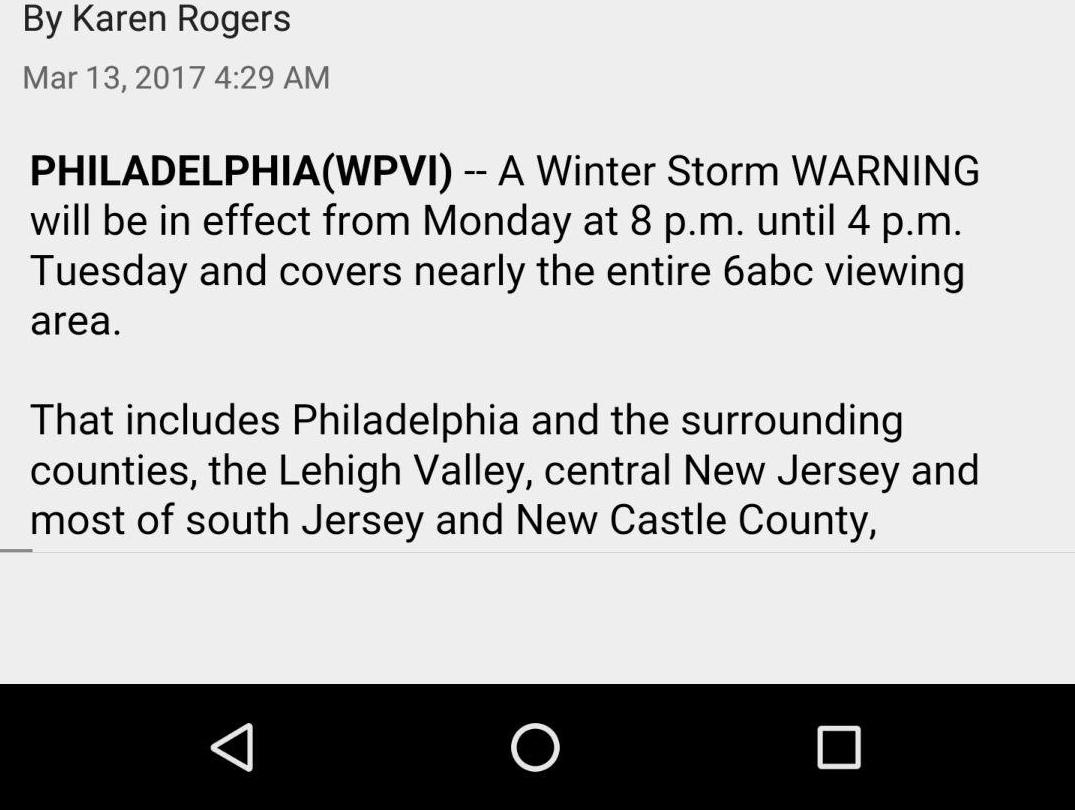 By Karen Rogers
Mar 13, 2017 4:29 AM
PHILADELPHIA(WPVI) -- A Winter Storm WARNING
will be in effect from Monday at 8 p.m. until 4 p.m.
Tuesday and covers nearly the entire 6abc viewing
area.
That includes Philadelphia and the surrounding
counties, the Lehigh Valley, central New Jersey and
most of south Jersey and New Castle County,